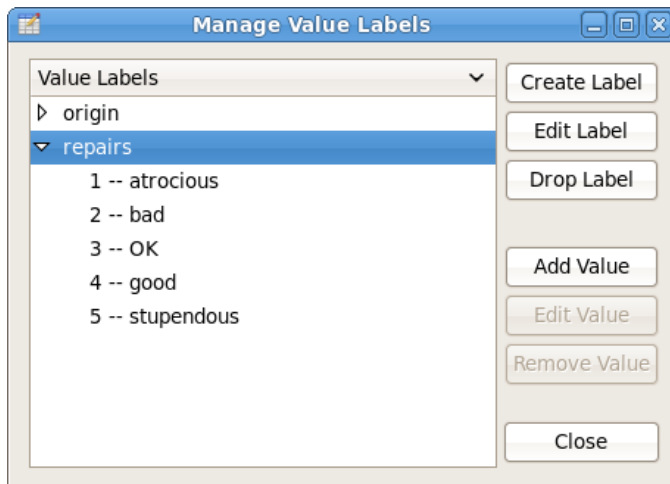 Manage Value Labels
Value Labels
origin
repairs
1 -- atrocious
2 -- bad
3 -- OK
4 -- good
5 -- stupendous
Create Label
Edit Label
Drop Label
Add Value
Edit Value
Remove Value
Close